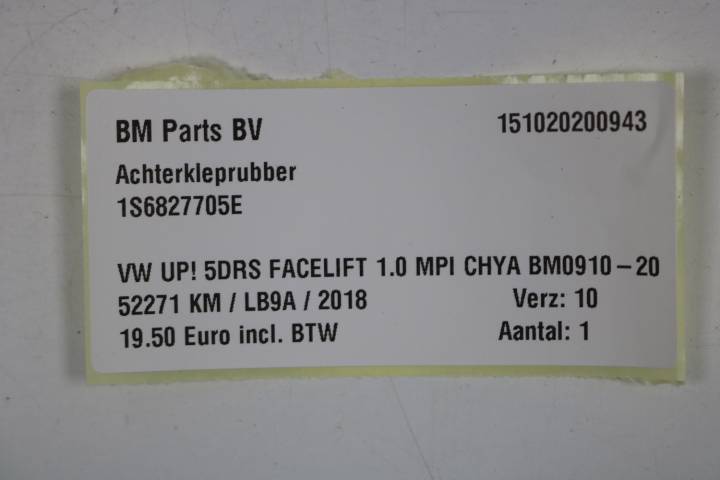 BM Parts BV 151020200943
Achterkleprubber
1S6827705E
VW UP! 5DRS FACELIFT 1.0 MPI CHYA BM0910-20
52271 KM / LB9A / 2018 Verz: 10
19.50 Euro incl. BTW Aantal: 1